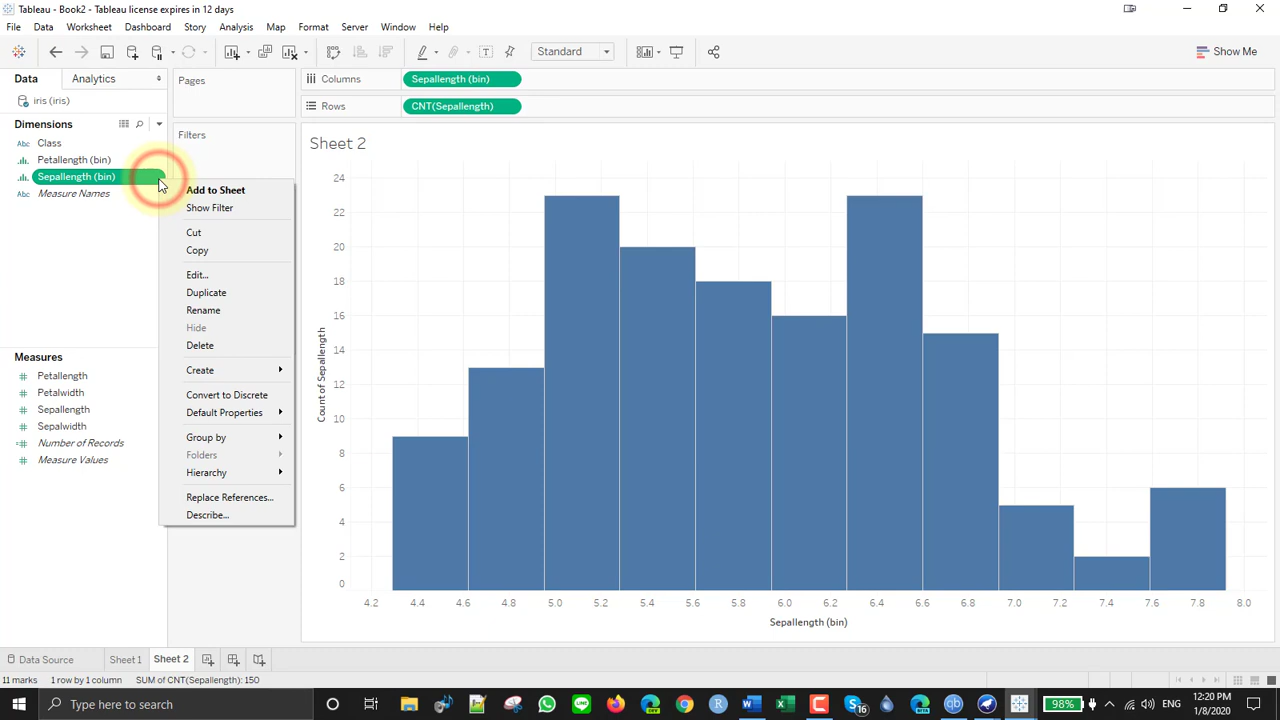 Tableau - Book2 - Tableau license expires in 12 days
File Data Worksheet Dashboard Story Analysis Map Format Server Window Help
Standard
Show Me
Data Analytics
iris (iris)
Dimensions
Abc Class
Petallength (bin)
Sepallength (bin)
Abc Measure Names
Measures
# Petallength
# Petalwidth
# Sepallength
# Sepalwidth
=# Number of Records
# Measure Values
Pages
Filters
Add to Sheet
Show Filter
Cut
Copy
Edit...
Duplicate
Rename
Hide
Delete
Create
Convert to Discrete
Default Properties
Group by
Folders
Hierarchy
Replace References...
Describe...
Columns Sepallength (bin)
Rows CNT(Sepallength)
Sheet 2
24
22
20
18
16
14
12
10
8
6
4
2
0
Count of Sepallength
4.2 4.4 4.6 4.8 5.0 5.2 5.4 5.6 5.8 6.0 6.2 6.4 6.6 6.8 7.0 7.2 7.4 7.6 7.8 8.0
Sepallength (bin)
Data Source Sheet 1 Sheet 2
11 marks 1 row by 1 column SUM of CNT(Sepallength): 150
Type here to search
98%
ENG
12:20 PM
1/8/2020